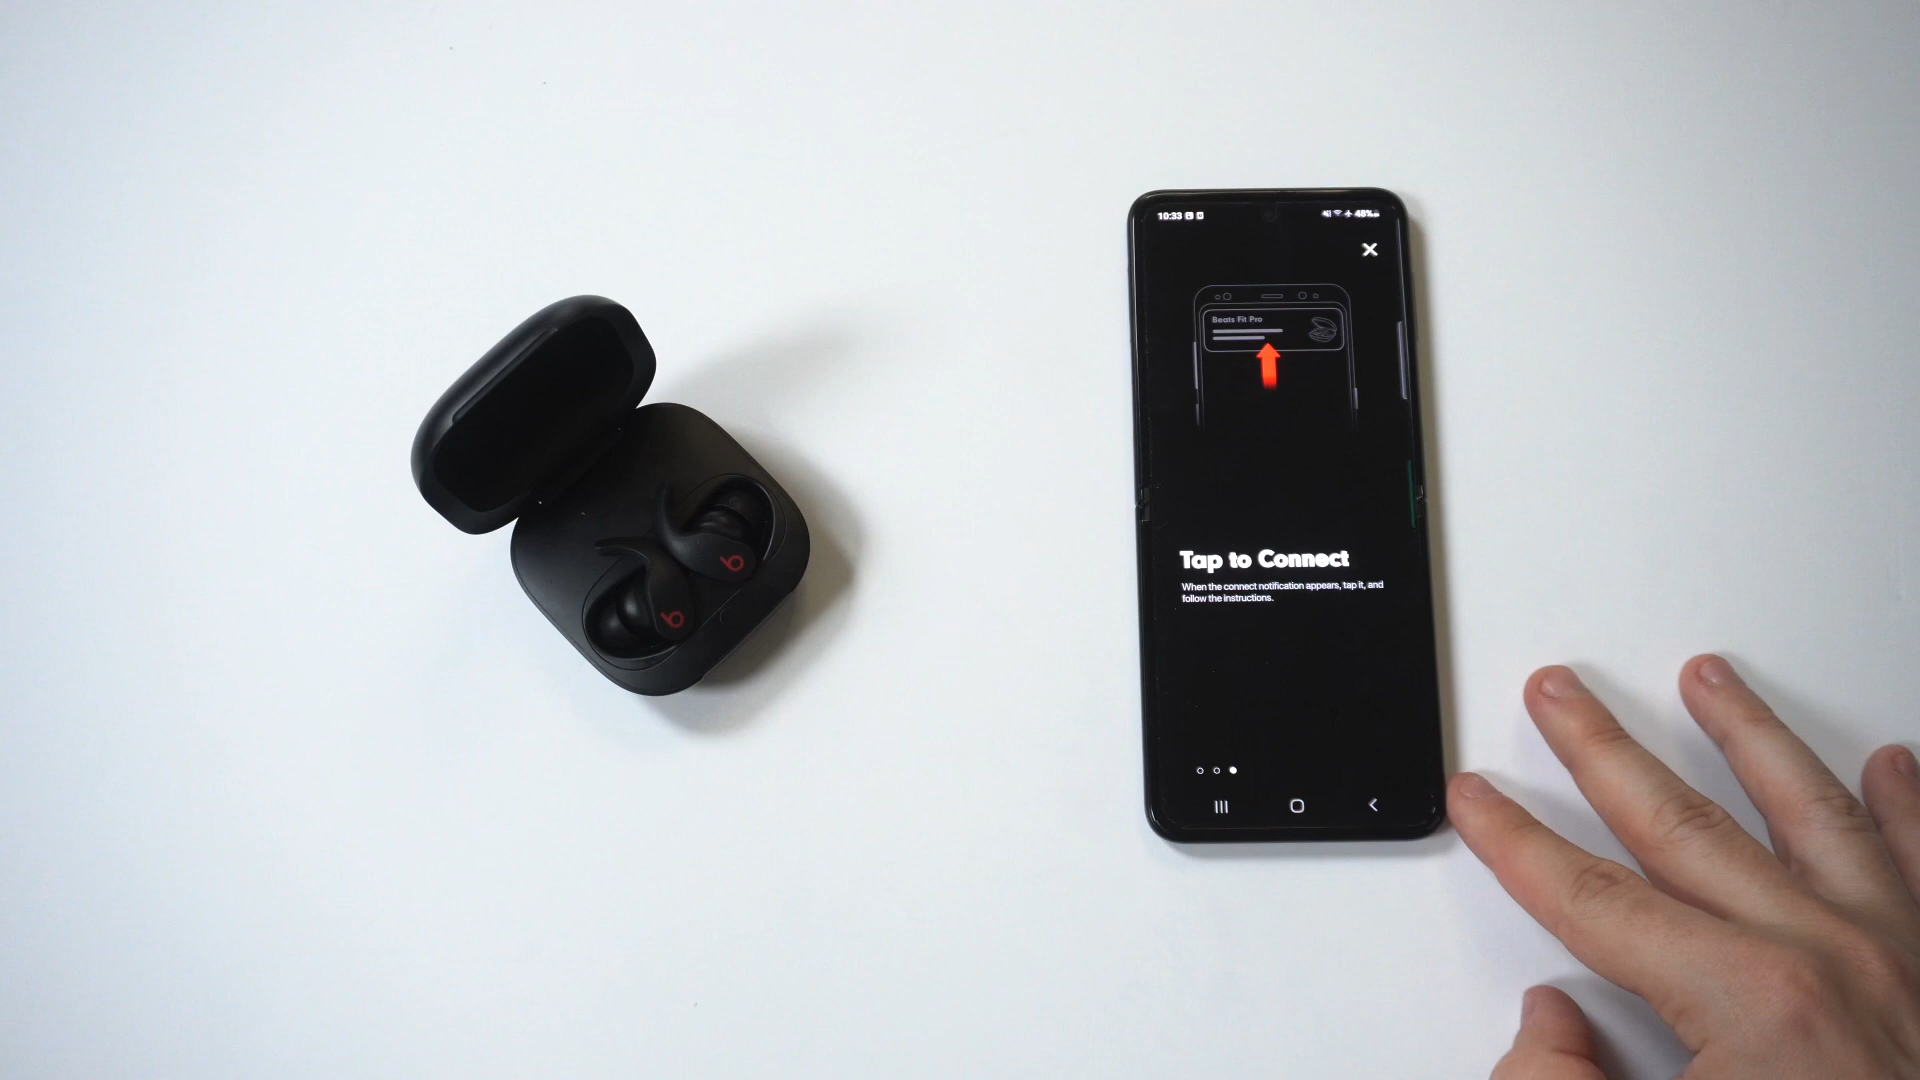 10:33
48%
Beats Fit Pro
Tap to Connect
When the connect notification appears, tap it, and
follow the instructions.
b
b